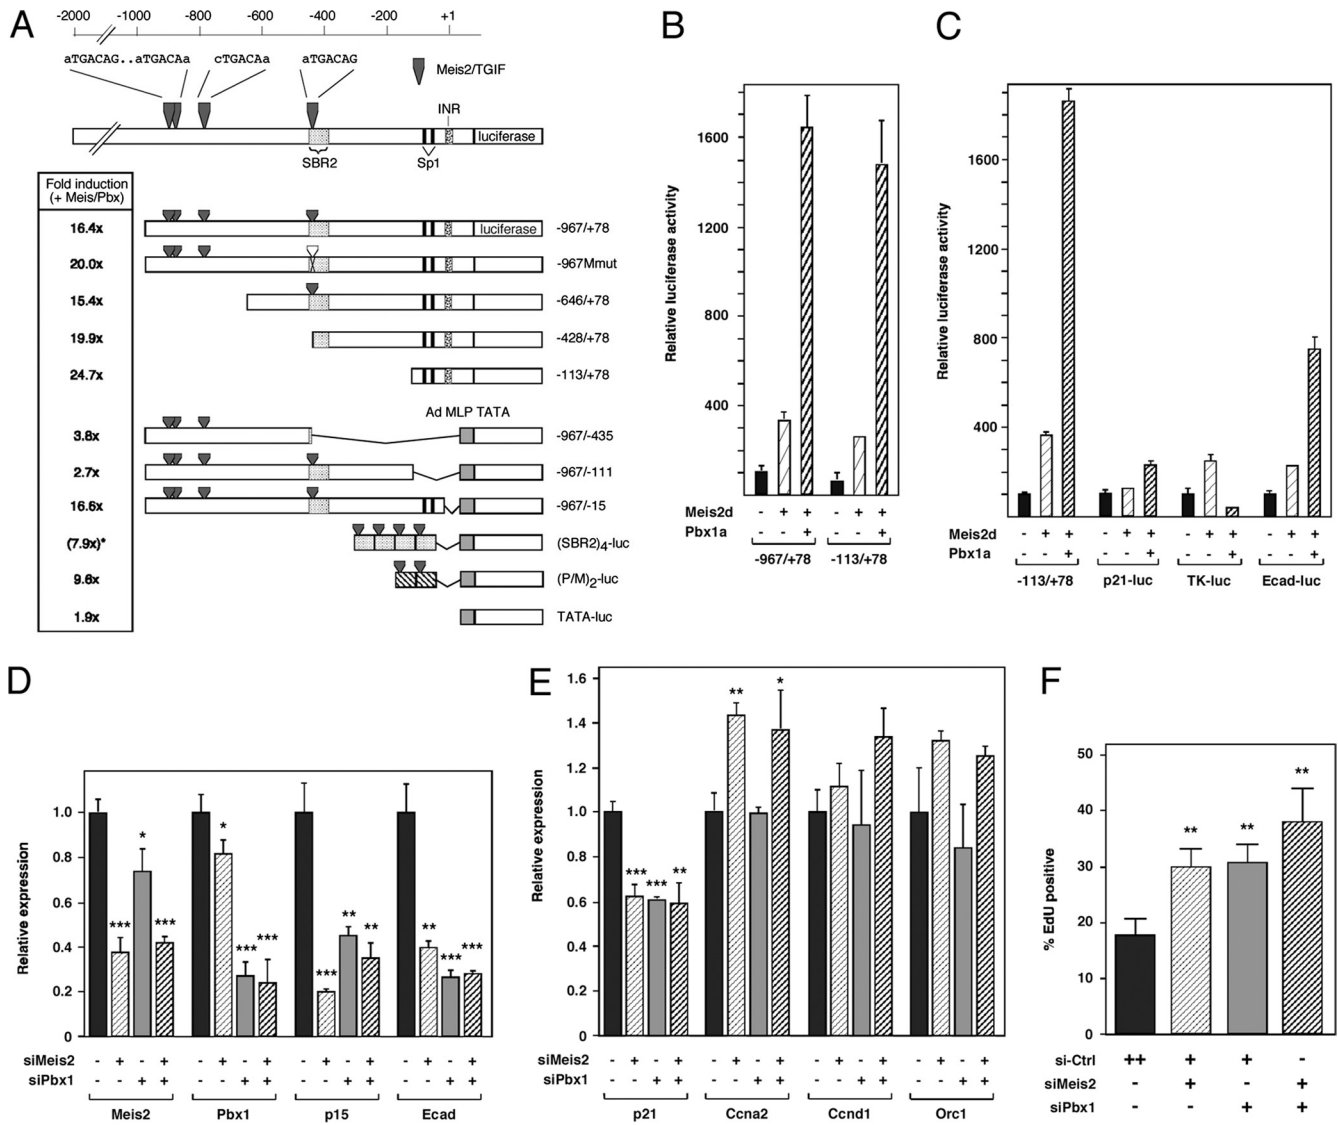 A
-2000 -1000 -800 -600 -400 -200 +1
aTGACAG..aTGACAa cTGACAa aTGACAG
Meis2/TGIF
INR
luciferase
SBR2 Sp1
Fold induction
(+ Meis/Pbx)
16.4x luciferase -967/+78
20.0x -967Mmut
15.4x -646/+78
19.9x -428/+78
24.7x -113/+78
Ad MLP TATA
3.8x -967/-435
2.7x -967/-111
16.6x -967/-15
(7.9x)* (SBR2)4-luc
9.6x (P/M)2-luc
1.9x TATA-luc
B
Relative luciferase activity
1600
1200
800
400
Meis2d - + + - + +
Pbx1a - - + - - +
-967/+78 -113/+78
C
Relative luciferase activity
1600
1200
800
400
Meis2d - + + - + + - + + - + +
Pbx1a - - + - - + - - + - - +
-113/+78 p21-luc TK-luc Ecad-luc
D
Relative expression
1.0
0.8
0.6
0.4
0.2
0
*** * ***
* *** ***
*** ** **
** *** ***
siMeis2 - + - + - + - + - + - + - + - +
siPbx1 - - + + - - + + - - + + - - + +
Meis2 Pbx1 p15 Ecad
E
Relative expression
1.6
1.4
1.2
1.0
0.8
0.6
0.4
0.2
0
*** *** **
** *
siMeis2 - + - + - + - + - + - + - + - +
siPbx1 - - + + - - + + - - + + - - + +
p21 Ccna2 Ccnd1 Orc1
F
% EdU positive
50
40
30
20
10
0
** ** **
si-Ctrl ++ + + -
siMeis2 - + - +
siPbx1 - - + +